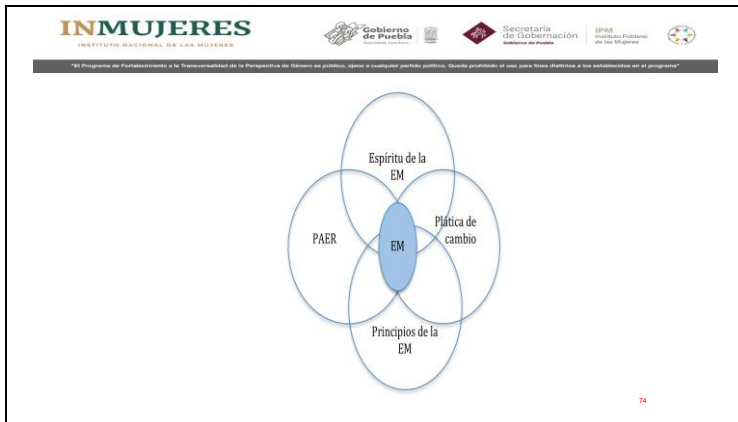 INMUJERES
INSTITUTO NACIONAL DE LAS MUJERES
Gobierno
de Puebla
Secretaría
de Gobernación
Gobierno de Puebla
IPM
Instituto Poblano
de las Mujeres
"El Programa de Fortalecimiento a la Transversalidad de la Perspectiva de Género es público, ajeno a cualquier partido político. Queda prohibido el uso para fines distintos a los establecidos en el programa"
Espíritu de la
EM
PAER
EM
Plática de
cambio
Principios de la
EM
74